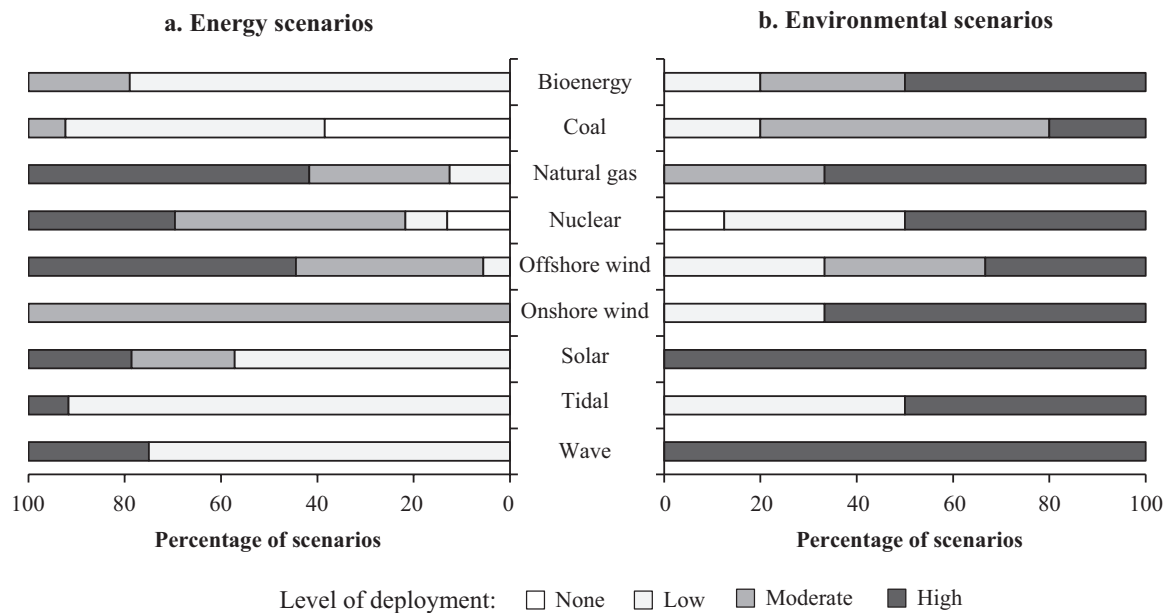 a. Energy scenarios
b. Environmental scenarios
Bioenergy
Coal
Natural gas
Nuclear
Offshore wind
Onshore wind
Solar
Tidal
Wave
100 80 60 40 20 0
0 20 40 60 80 100
Percentage of scenarios
Percentage of scenarios
Level of deployment: None Low Moderate High